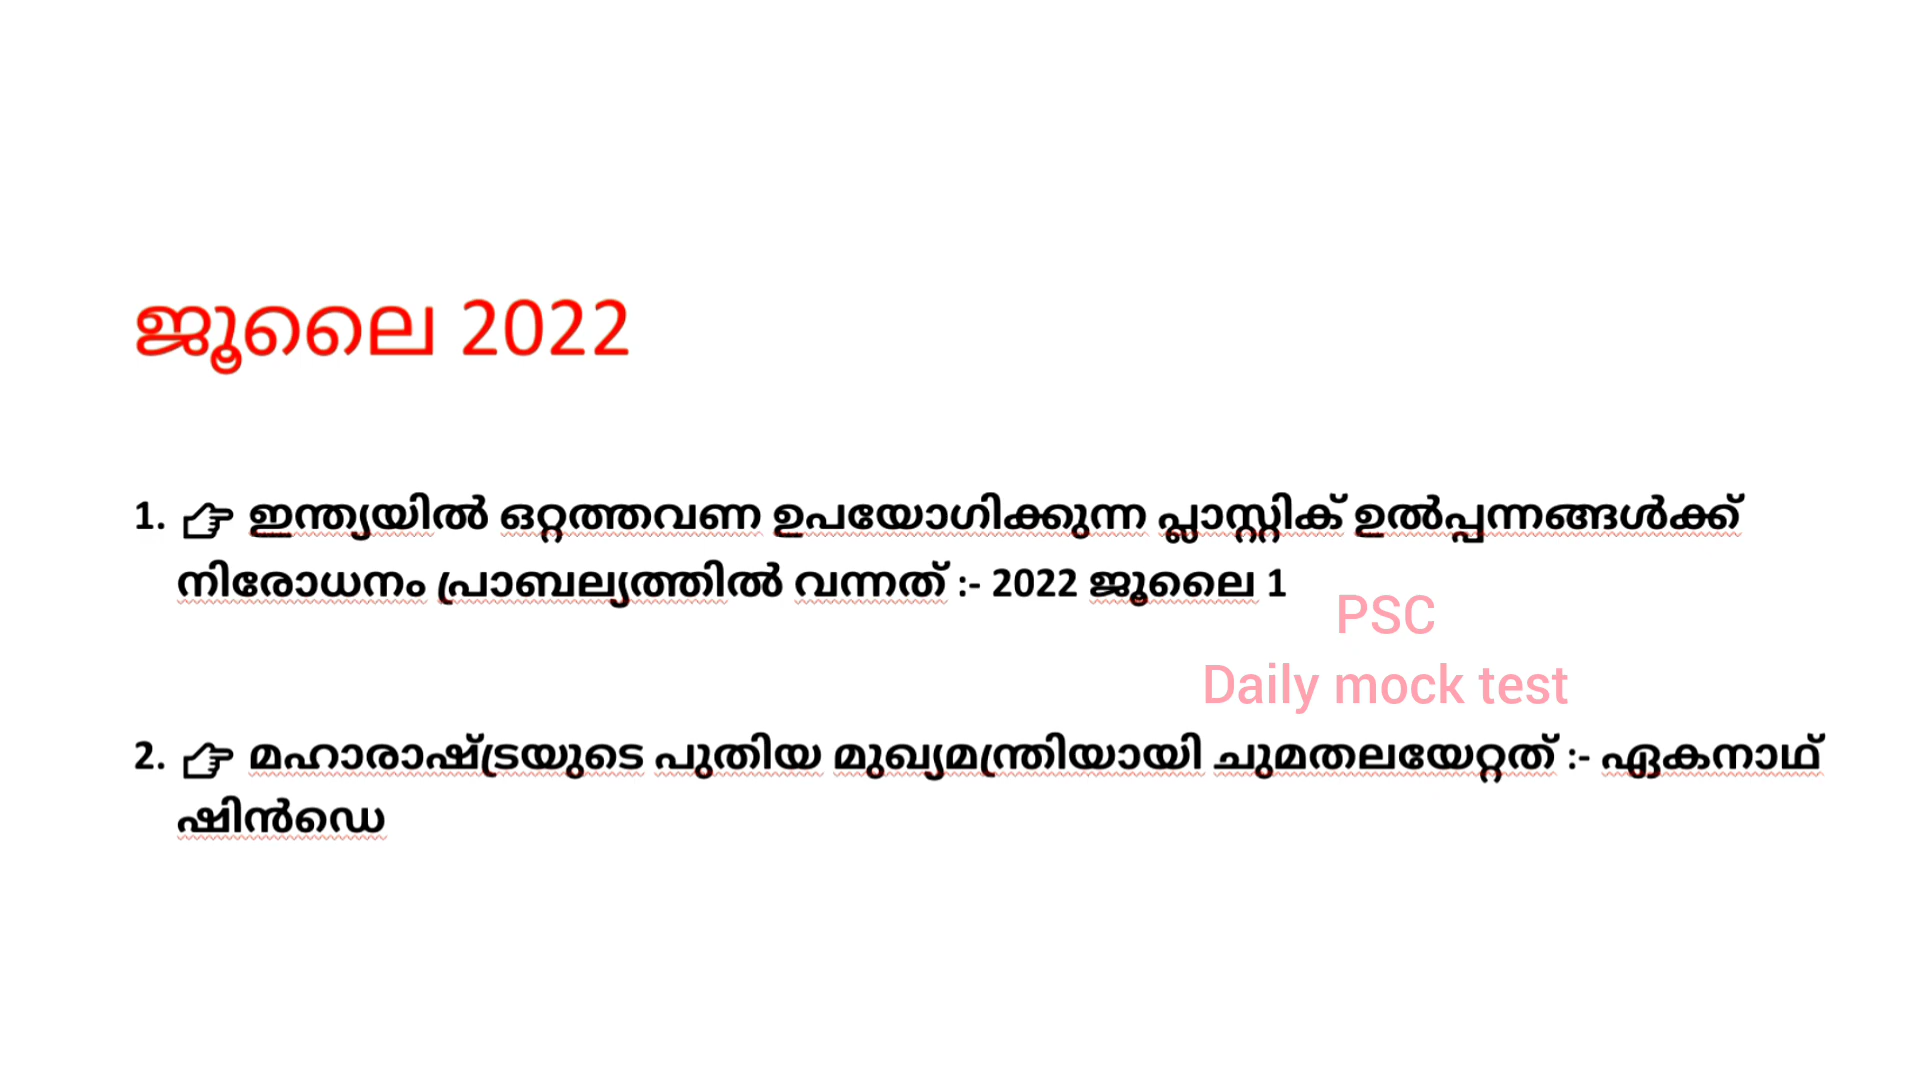 ജൂലൈ 2022
1. 👉 ഇന്ത്യയിൽ ഒറ്റത്തവണ ഉപയോഗിക്കുന്ന പ്ലാസ്റ്റിക് ഉൽപ്പന്നങ്ങൾക്ക്
നിരോധനം പ്രാബല്യത്തിൽ വന്നത് :- 2022 ജൂലൈ 1
PSC
Daily mock test
2. 👉 മഹാരാഷ്ട്രയുടെ പുതിയ മുഖ്യമന്ത്രിയായി ചുമതലയേറ്റത് :- ഏകനാഥ്
ഷിൻഡെ